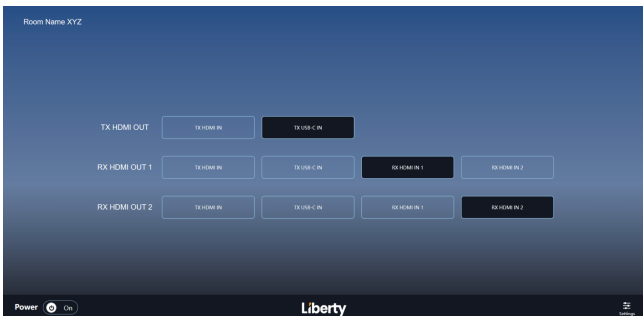 Room Name XYZ
TX HDMI OUT TX HDMI IN TX USB-C IN
RX HDMI OUT 1 TX HDMI IN TX USB-C IN RX HDMI IN 1 RX HDMI IN 2
RX HDMI OUT 2 TX HDMI IN TX USB-C IN RX HDMI IN 1 RX HDMI IN 2
Power On Liberty Settings